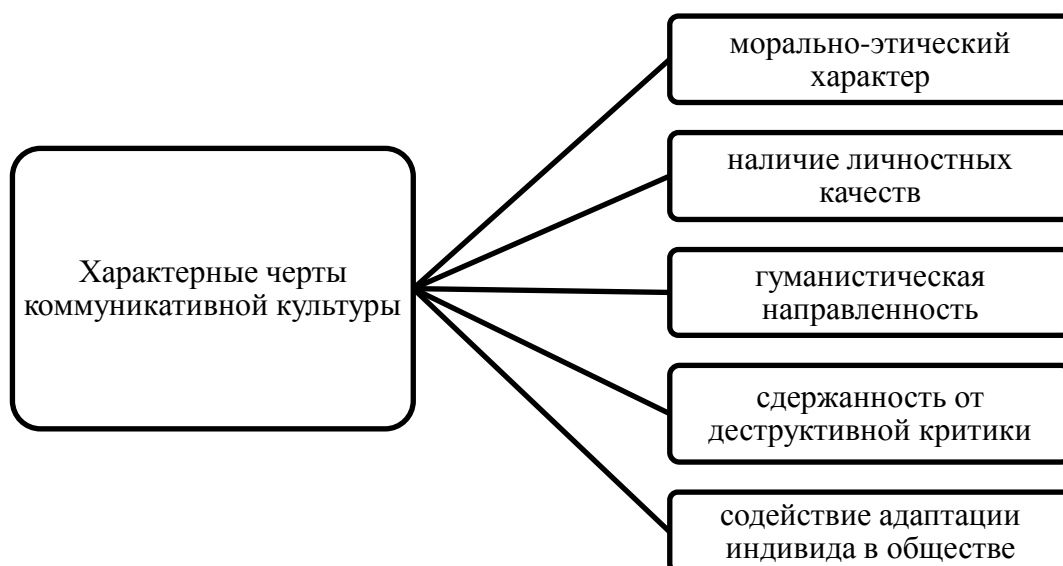 Характерные черты
коммуникативной культуры
морально-этический
характер
наличие личностных
качеств
гуманистическая
направленность
сдержанность от
деструктивной критики
содействие адаптации
индивида в обществе